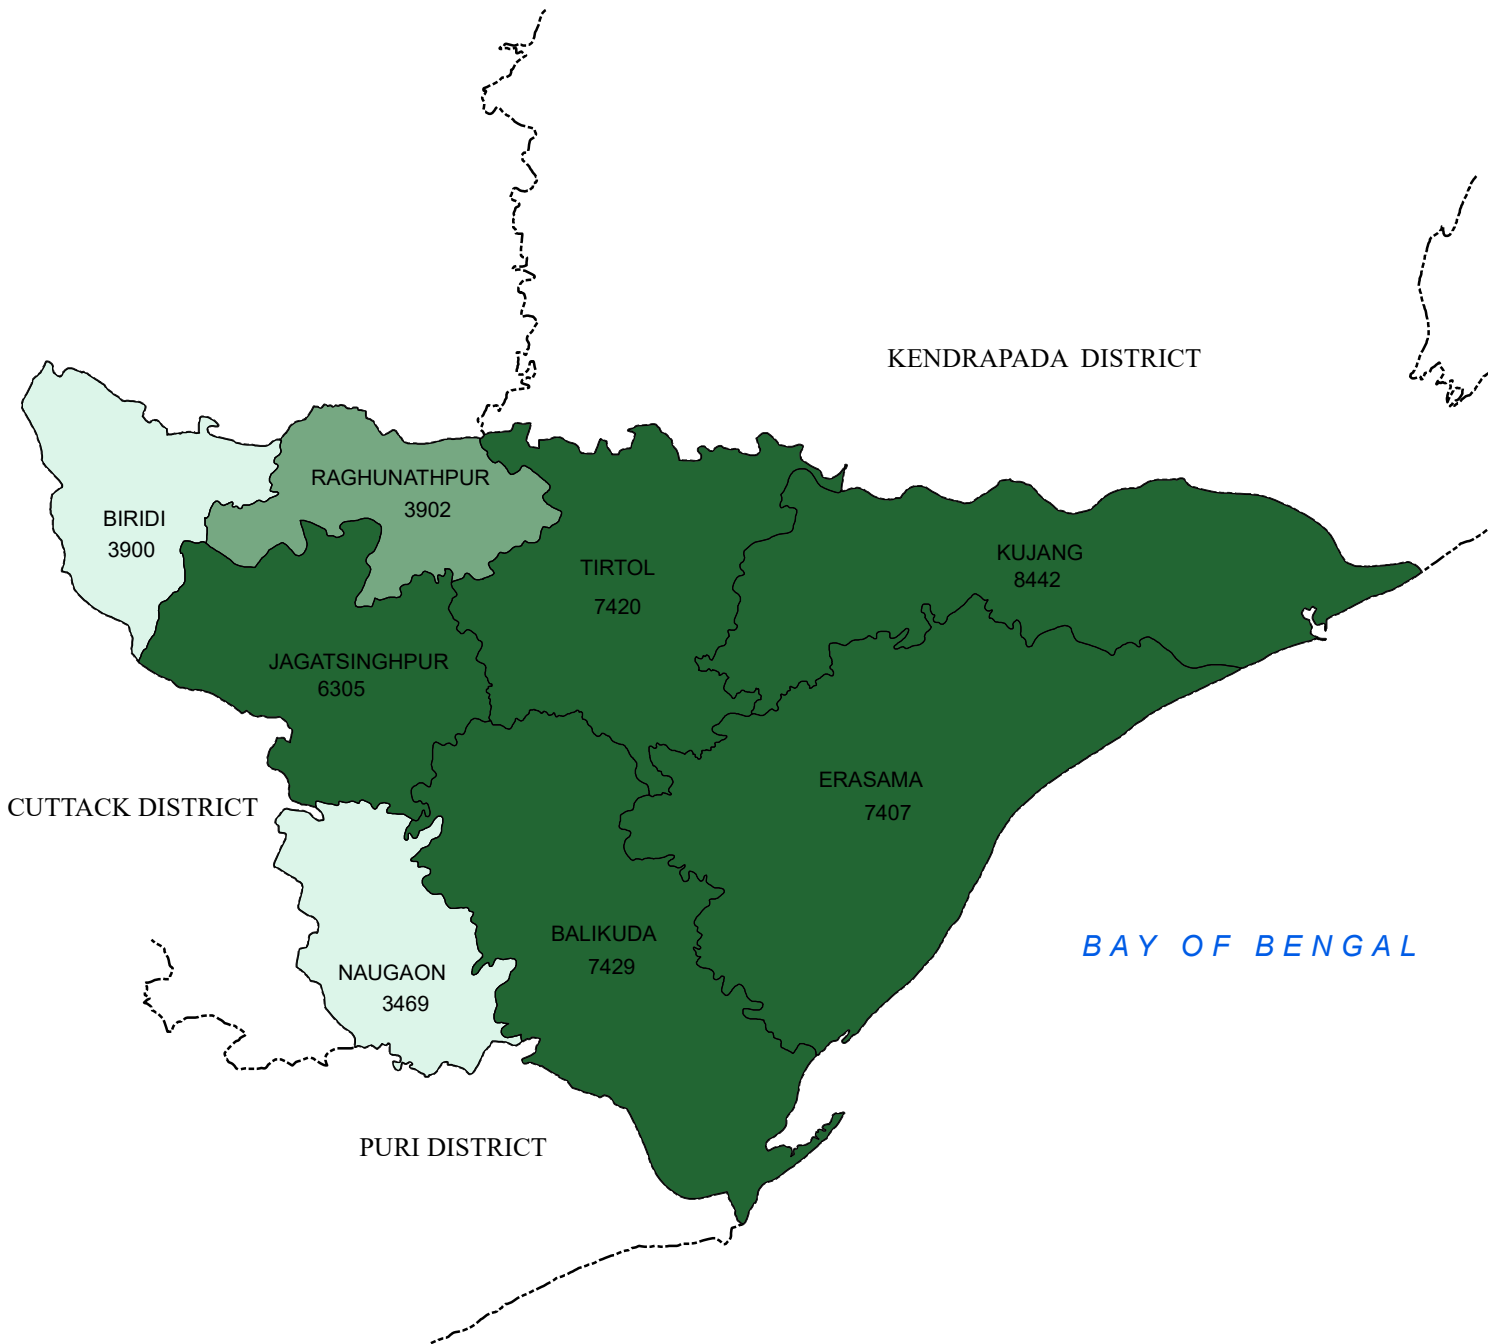 KENDRAPADA DISTRICT
RAGHUNATHPUR
3902
BIRIDI
3900
TIRTOL
7420
KUJANG
8442
JAGATSINGHPUR
6305
ERASAMA
7407
CUTTACK DISTRICT
BALIKUDA
7429
BAY OF BENGAL
NAUGAON
3469
PURI DISTRICT